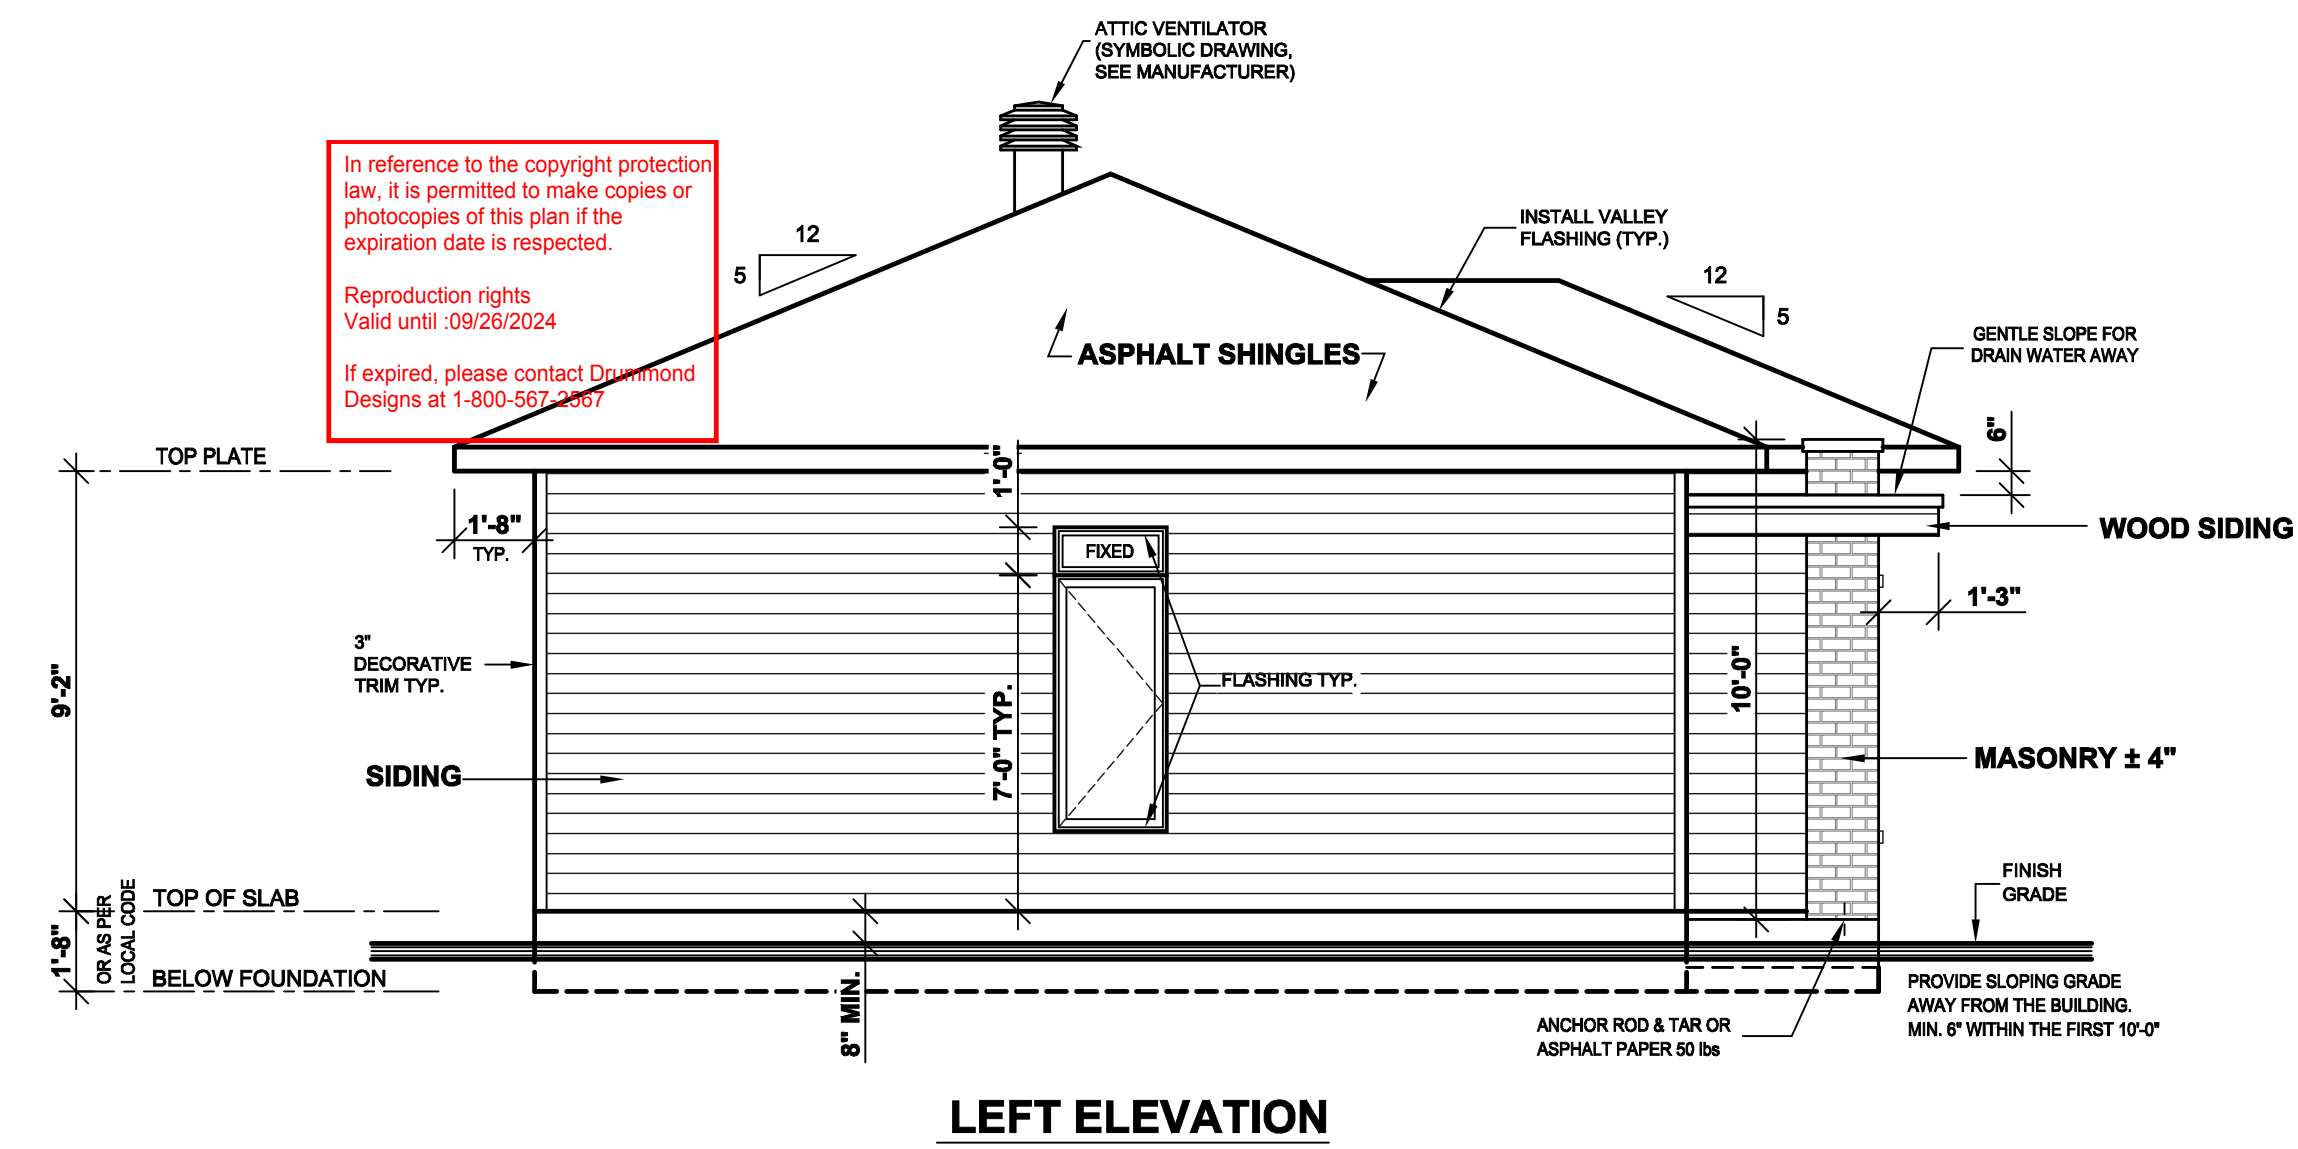 ATTIC VENTILATOR
(SYMBOLIC DRAWING,
SEE MANUFACTURER)
In reference to the copyright protection
law, it is permitted to make copies or
photocopies of this plan if the
expiration date is respected.
Reproduction rights
Valid until :09/26/2024
If expired, please contact Drummond
Designs at 1-800-567-2567
12
5
INSTALL VALLEY
FLASHING (TYP.)
12
5
GENTLE SLOPE FOR
DRAIN WATER AWAY
ASPHALT SHINGLES
6"
TOP PLATE
1'-0"
1'-8"
TYP.
FIXED
WOOD SIDING
1'-3"
3"
DECORATIVE
TRIM TYP.
9'-2"
FLASHING TYP.
10'-0"
7'-0" TYP.
SIDING
MASONRY ± 4"
TOP OF SLAB
FINISH
GRADE
1'-8"
OR AS PER
LOCAL CODE
BELOW FOUNDATION
8" MIN.
PROVIDE SLOPING GRADE
AWAY FROM THE BUILDING.
MIN. 6" WITHIN THE FIRST 10'-0"
ANCHOR ROD & TAR OR
ASPHALT PAPER 50 lbs
LEFT ELEVATION